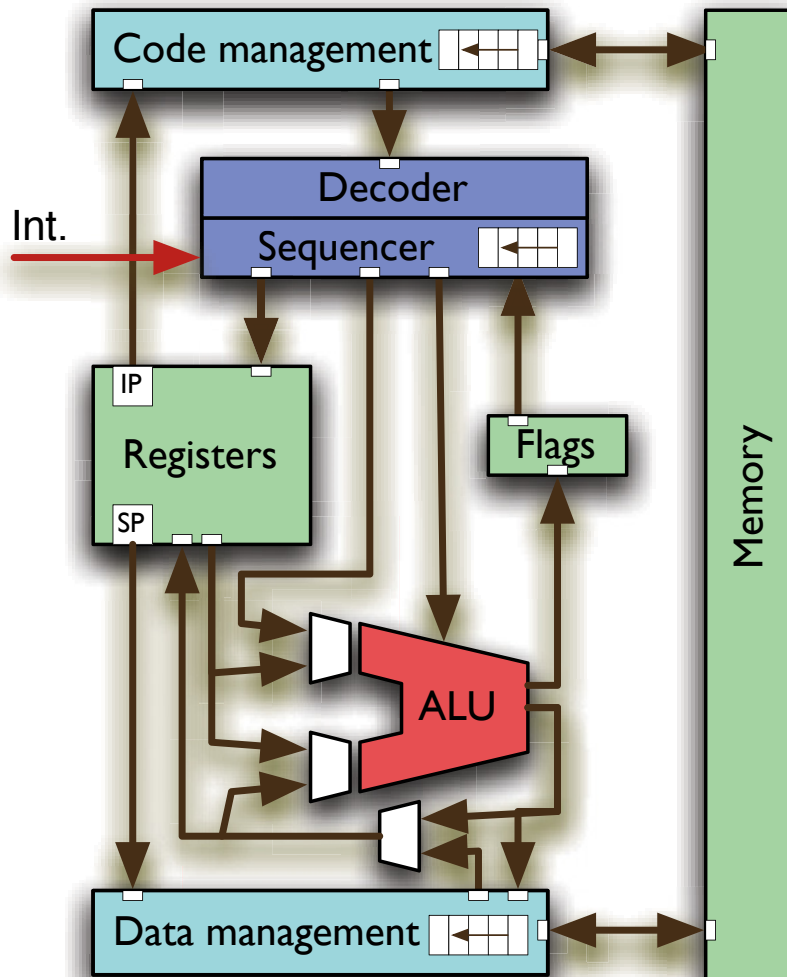 Code management
Decoder
Int.
Sequencer
IP
Registers
Flags
SP
Memory
ALU
Data management